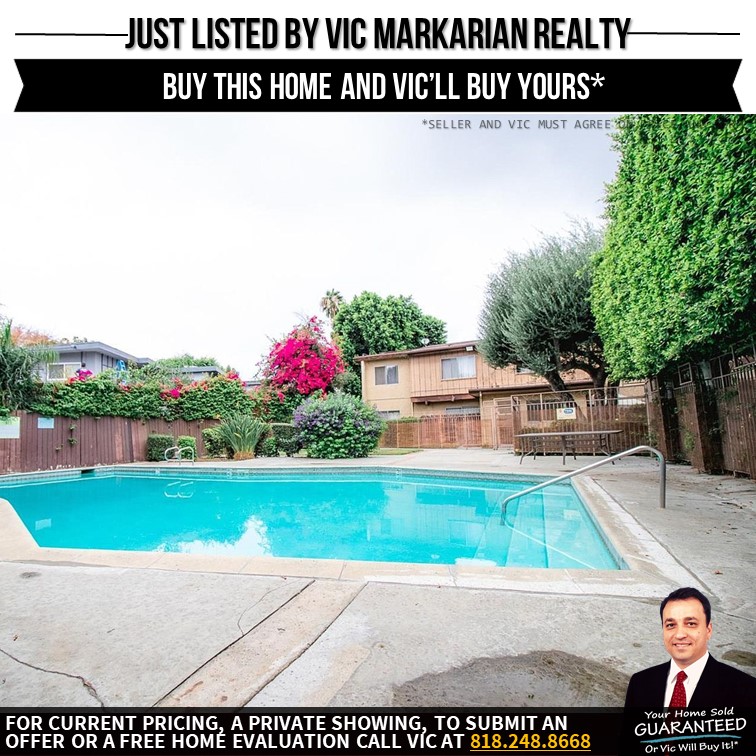 JUST LISTED BY VIC MARKARIAN REALTY
BUY THIS HOME AND VIC'LL BUY YOURS*
*SELLER AND VIC MUST AGREE
FOR CURRENT PRICING, A PRIVATE SHOWING, TO SUBMIT AN
OFFER OR A FREE HOME EVALUATION CALL VIC AT 818.248.8668
Your Home Sold
GUARANTEED
Or Vic Will Buy It!